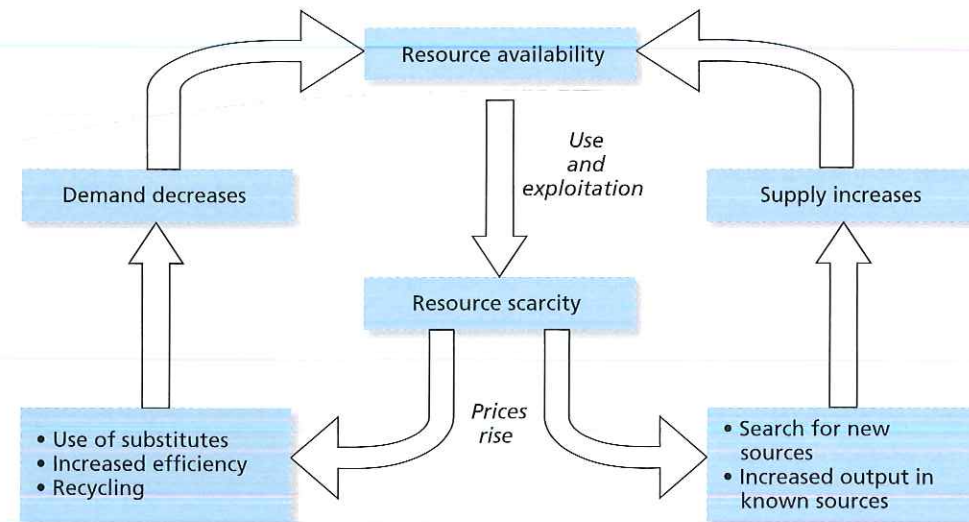 Resource availability
Use
and
exploitation
Demand decreases
Supply increases
Resource scarcity
Prices
rise
• Use of substitutes
• Increased efficiency
• Recycling
• Search for new
sources
• Increased output in
known sources